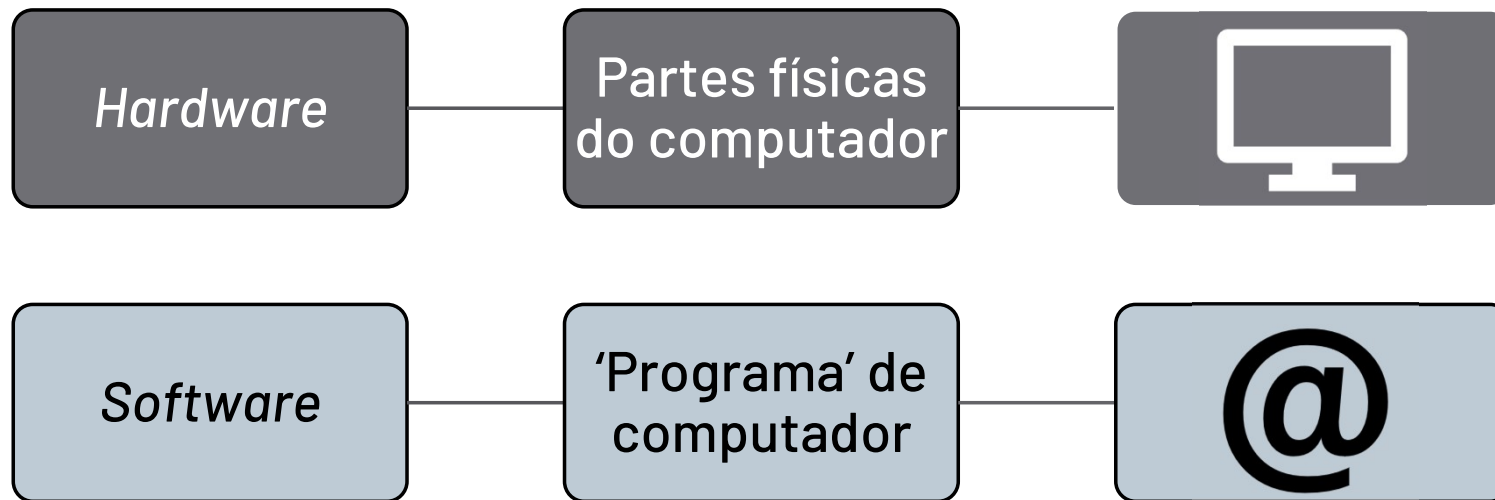 Hardware
Partes físicas
do computador
Software
‘Programa’ de
computador
@